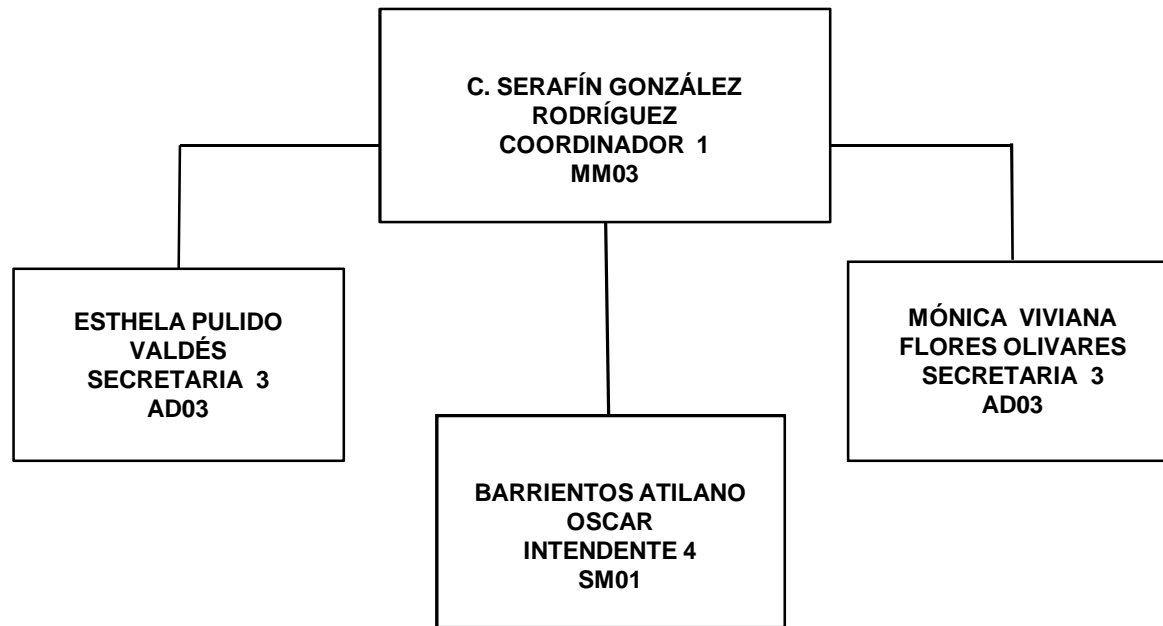 C. SERAFÍN GONZÁLEZ
RODRÍGUEZ
COORDINADOR 1
MM03
ESTHELA PULIDO
VALDÉS
SECRETARIA 3
AD03
MÓNICA VIVIANA
FLORES OLIVARES
SECRETARIA 3
AD03
BARRIENTOS ATILANO
OSCAR
INTENDENTE 4
SM01